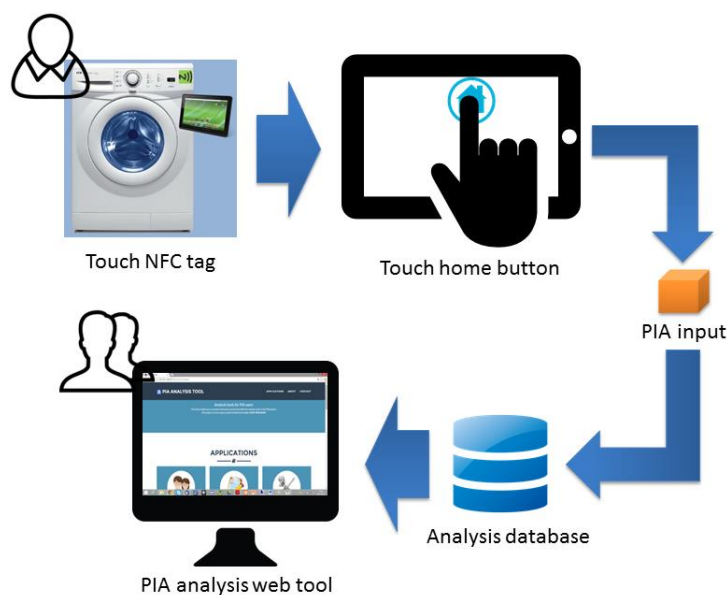 Touch NFC tag
Touch home button
PIA input
Analysis database
PIA ANALYSIS TOOL
APPLICATIONS
PIA analysis web tool